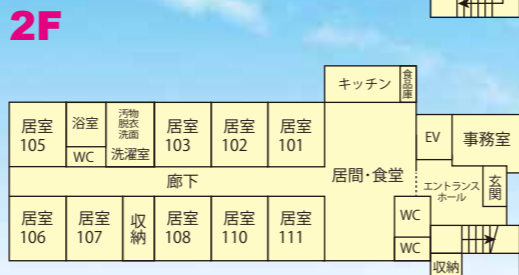 2F
キッチン
食品庫
居室
105
浴室
WC
汚物
脱衣
洗面
洗濯室
居室
103
居室
102
居室
101
居間・食堂
EV
事務室
廊下
エントランス
ホール
玄関
居室
106
居室
107
収納
居室
108
居室
110
居室
111
WC
WC
収納